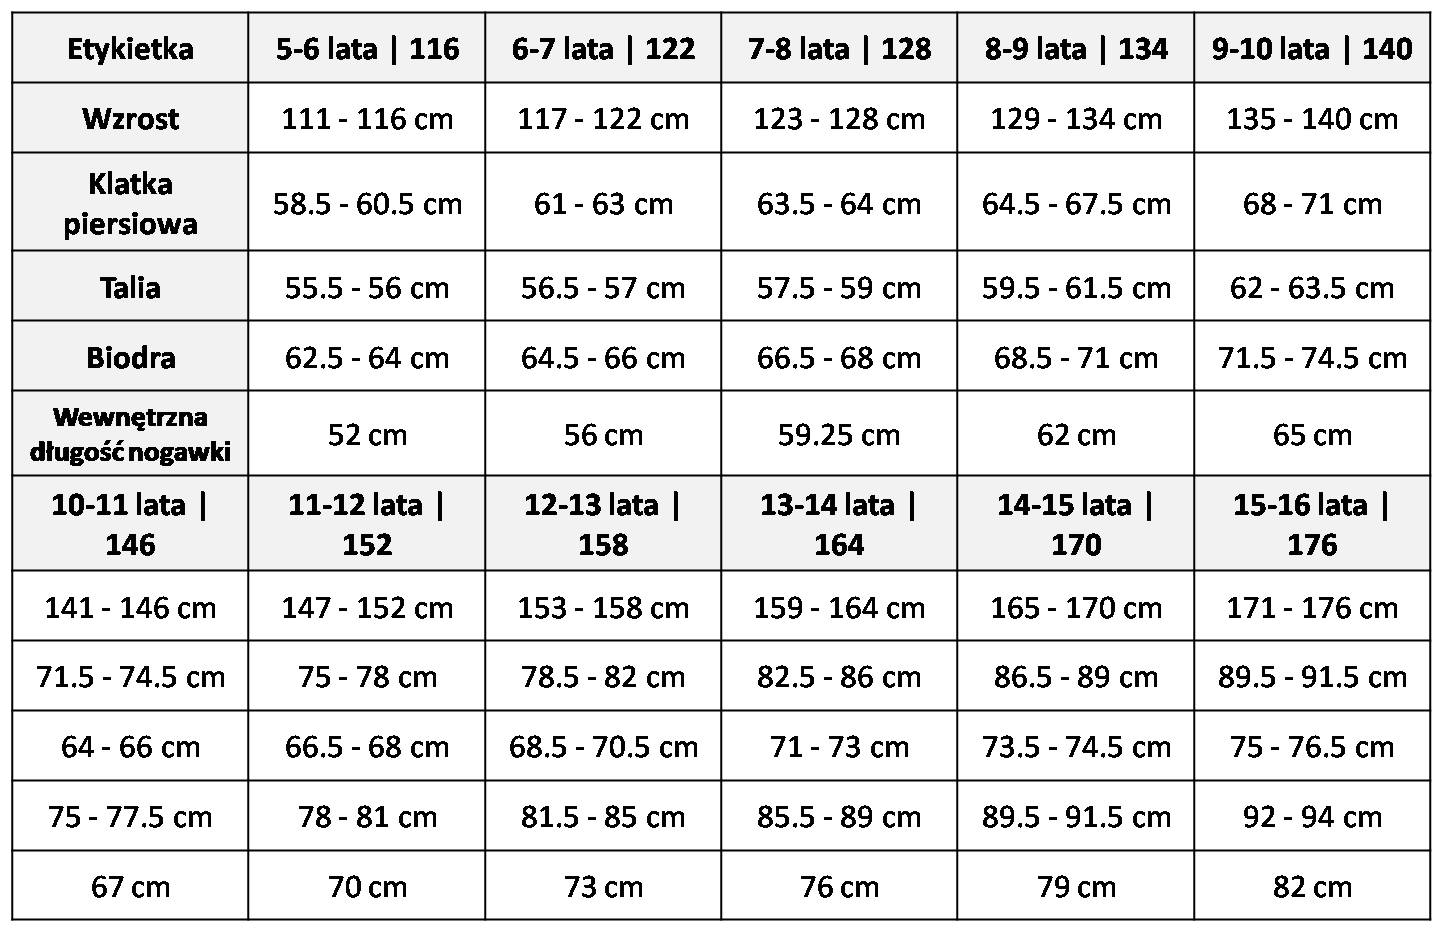 Etykietka 5-6 lata | 116 6-7 lata | 122 7-8 lata | 128 8-9 lata | 134 9-10 lata | 140
Wzrost 111 - 116 cm 117 - 122 cm 123 - 128 cm 129 - 134 cm 135 - 140 cm
Klatka
piersiowa 58.5 - 60.5 cm 61 - 63 cm 63.5 - 64 cm 64.5 - 67.5 cm 68 - 71 cm
Talia 55.5 - 56 cm 56.5 - 57 cm 57.5 - 59 cm 59.5 - 61.5 cm 62 - 63.5 cm
Biodra 62.5 - 64 cm 64.5 - 66 cm 66.5 - 68 cm 68.5 - 71 cm 71.5 - 74.5 cm
Wewnętrzna
długość nogawki 52 cm 56 cm 59.25 cm 62 cm 65 cm
10-11 lata | 11-12 lata | 12-13 lata | 13-14 lata | 14-15 lata | 15-16 lata |
146 152 158 164 170 176
141 - 146 cm 147 - 152 cm 153 - 158 cm 159 - 164 cm 165 - 170 cm 171 - 176 cm
71.5 - 74.5 cm 75 - 78 cm 78.5 - 82 cm 82.5 - 86 cm 86.5 - 89 cm 89.5 - 91.5 cm
64 - 66 cm 66.5 - 68 cm 68.5 - 70.5 cm 71 - 73 cm 73.5 - 74.5 cm 75 - 76.5 cm
75 - 77.5 cm 78 - 81 cm 81.5 - 85 cm 85.5 - 89 cm 89.5 - 91.5 cm 92 - 94 cm
67 cm 70 cm 73 cm 76 cm 79 cm 82 cm